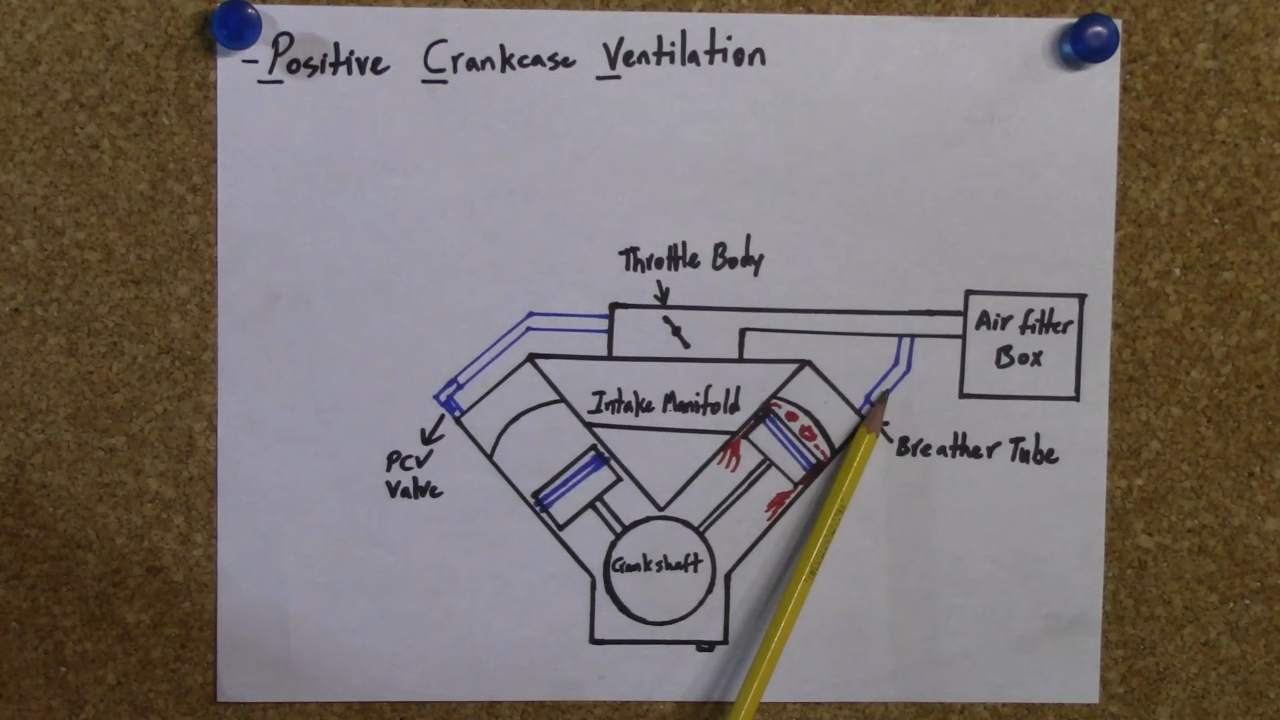 - Positive Crankcase Ventilation
Throttle Body
Air filter
Box
Intake Manifold
PCV
Valve
Breather Tube
Crankshaft